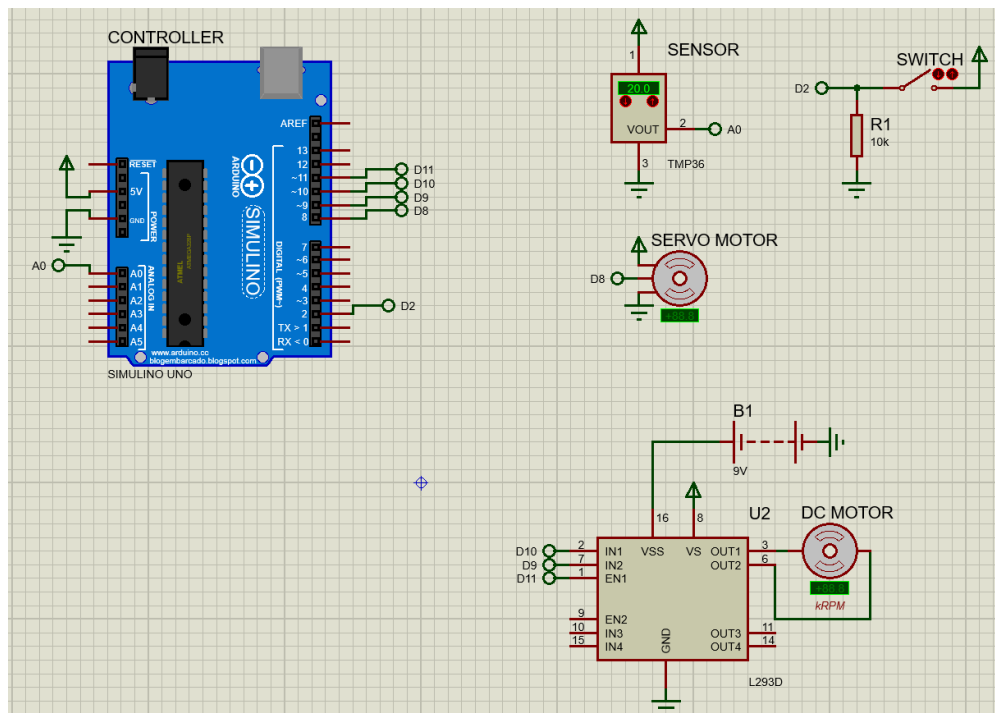 CONTROLLER
AREF
13
12
~11
~10
~9
8
7
~6
~5
4
~3
2
TX > 1
RX < 0
RESET
5V
GND
POWER
ANALOG IN
A0
A1
A2
A3
A4
A5
ATMEL
ARDUINO
SIMULINO
DIGITAL (PWM~)
www.arduino.cc
blogembarcado.blogspot.com
SIMULINO UNO
A0
D11
D10
D9
D8
D2
SENSOR
1
20.0
VOUT
2
A0
3
TMP36
SWITCH
D2
R1
10k
SERVO MOTOR
D8
+88.8
B1
9V
U2
DC MOTOR
16
8
D10
D9
D11
2
7
1
9
10
15
IN1
IN2
EN1
EN2
IN3
IN4
VSS
VS
GND
OUT1
OUT2
OUT3
OUT4
3
6
11
14
+88.8
kRPM
L293D